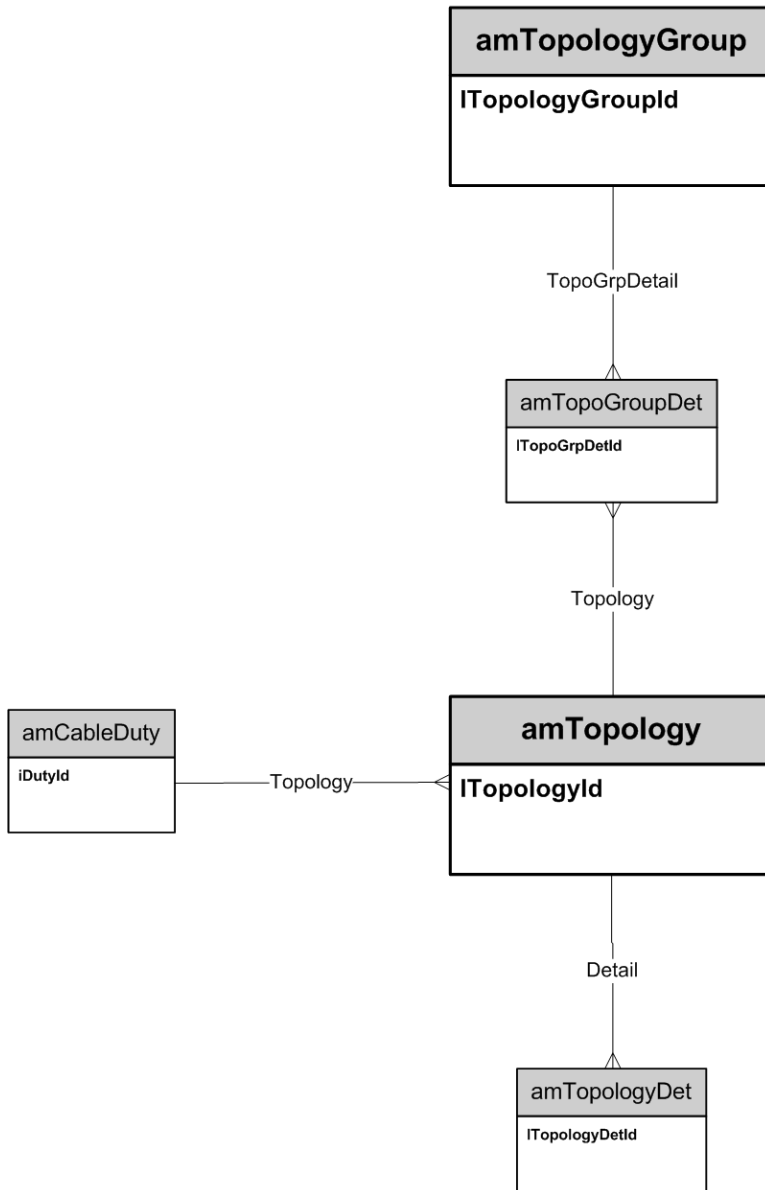 amTopologyGroup
lTopologyGroupId
TopoGrpDetail
amTopoGroupDet
lTopoGrpDetId
Topology
amCableDuty
iDutyId
Topology
amTopology
lTopologyId
Detail
amTopologyDet
lTopologyDetId